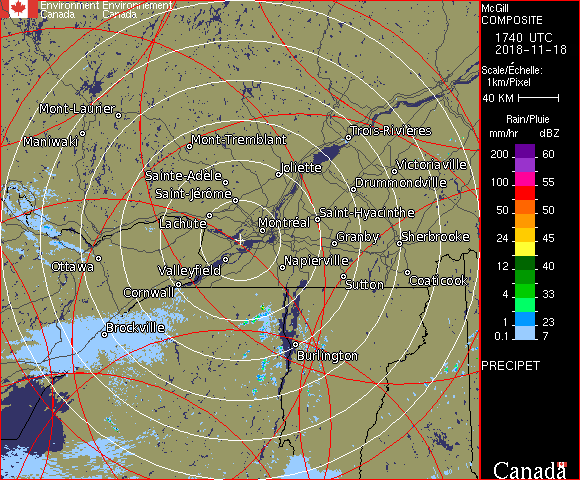 Environment Environnement
Canada Canada
McGill
COMPOSITE
1740 UTC
2018-11-18
Scale/Échelle:
1km/Pixel
40 KM
Rain/Pluie
mm/hr dBZ
200 60
150 55
100 55
50 50
24 45
12 40
4 33
1 23
0.1 7
PRECIPET
Canada
Mont-Laurier
Maniwaki
Mont-Tremblant
Trois-Rivières
Joliette
Victoriaville
Sainte-Adèle
Drummondville
Saint-Jérôme
Saint-Hyacinthe
Lachute
Montréal
Granby
Sherbrooke
Ottawa
Valleyfield
Napierville
Cornwall
Sutton
Coaticook
Brockville
Burlington